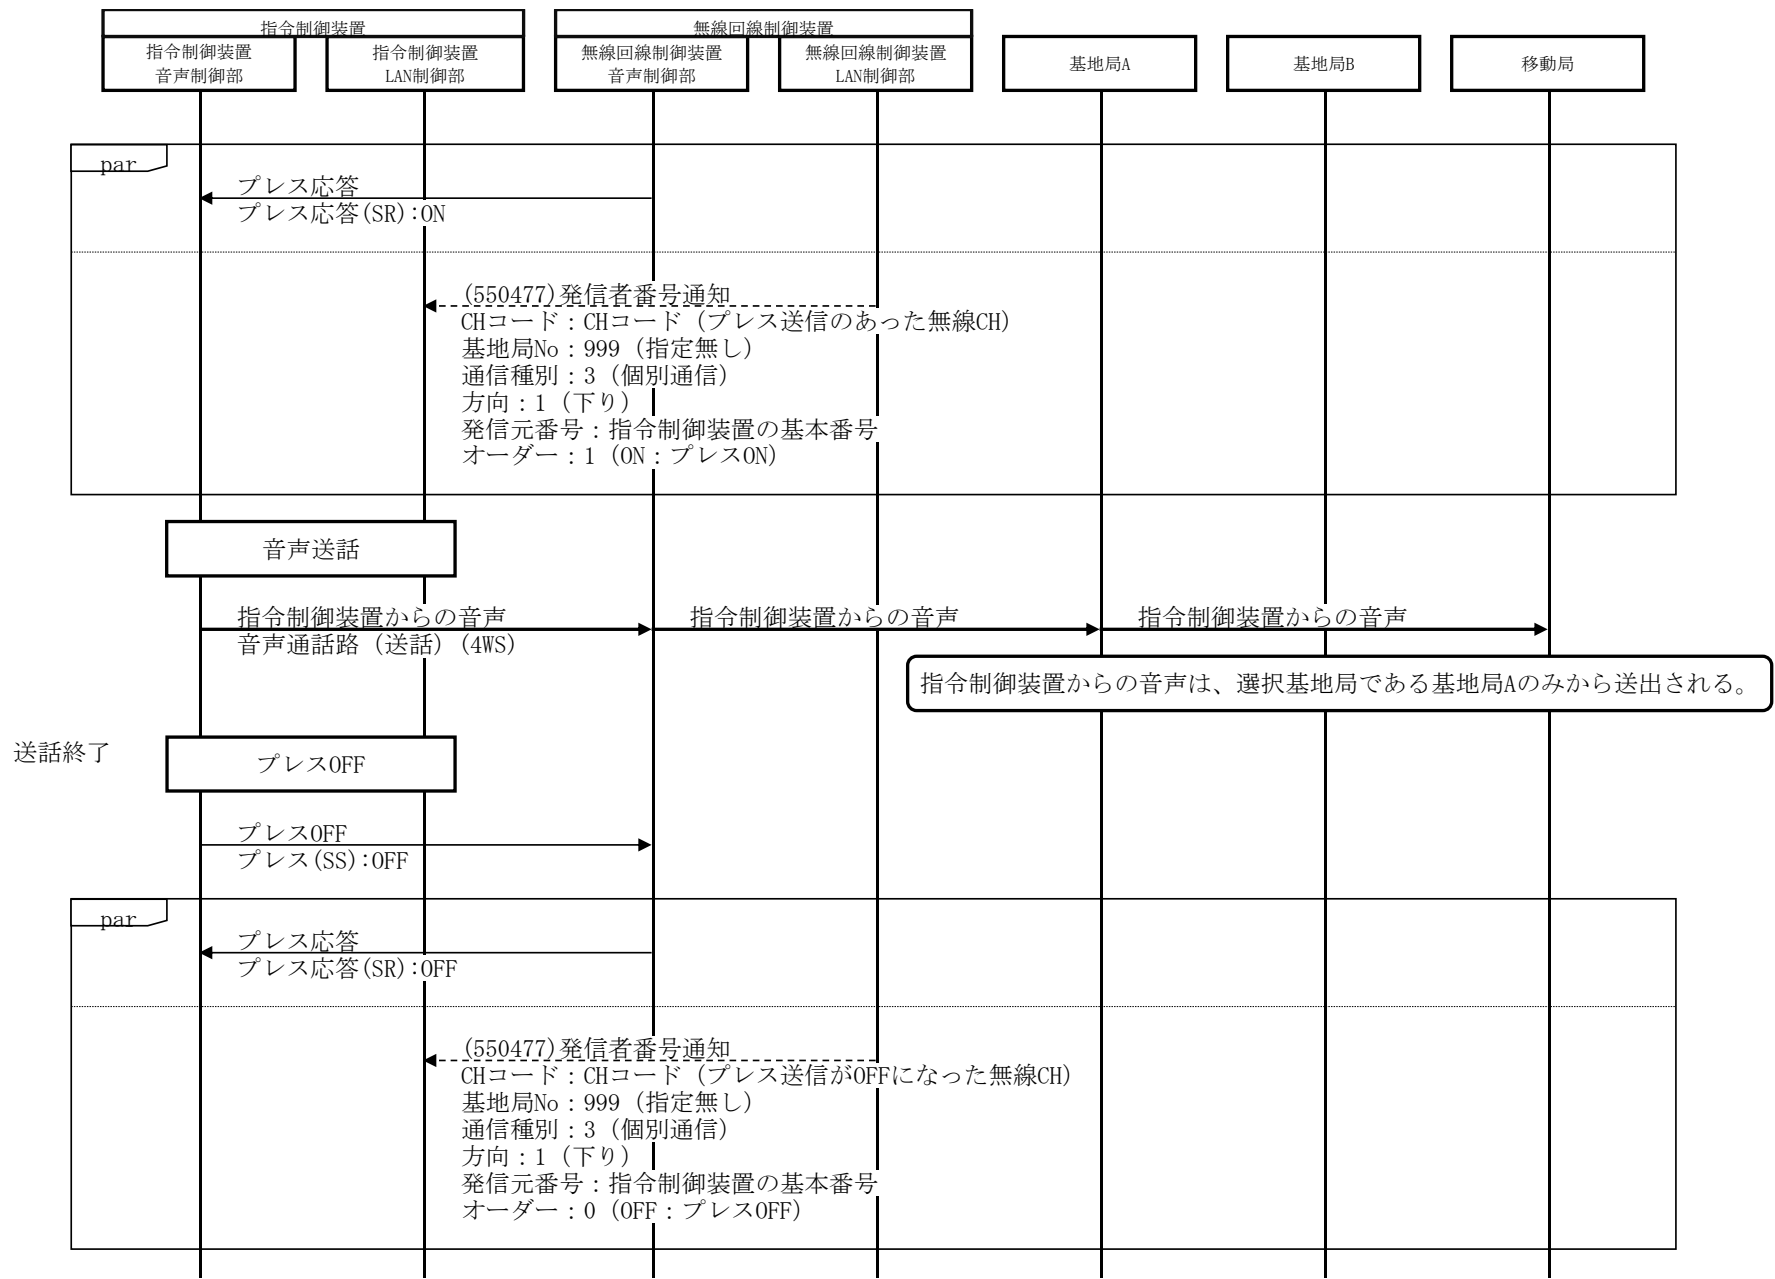 指令制御装置
無線回線制御装置
指令制御装置
音声制御部
指令制御装置
LAN制御部
無線回線制御装置
音声制御部
無線回線制御装置
LAN制御部
基地局A
基地局B
移動局
par
プレス応答
プレス応答(SR):ON
(550477)発信者番号通知
CHコード：CHコード（プレス送信のあった無線CH）
基地局No：999（指定無し）
通信種別：3（個別通信）
方向：1（下り）
発信元番号：指令制御装置の基本番号
オーダー：1（ON：プレスON）
音声送話
指令制御装置からの音声
音声通話路（送話）(4WS)
指令制御装置からの音声
指令制御装置からの音声
指令制御装置からの音声は、選択基地局である基地局Aのみから送出される。
送話終了
プレスOFF
プレスOFF
プレス(SS):OFF
par
プレス応答
プレス応答(SR):OFF
(550477)発信者番号通知
CHコード：CHコード（プレス送信がOFFになった無線CH）
基地局No：999（指定無し）
通信種別：3（個別通信）
方向：1（下り）
発信元番号：指令制御装置の基本番号
オーダー：0（OFF：プレスOFF）